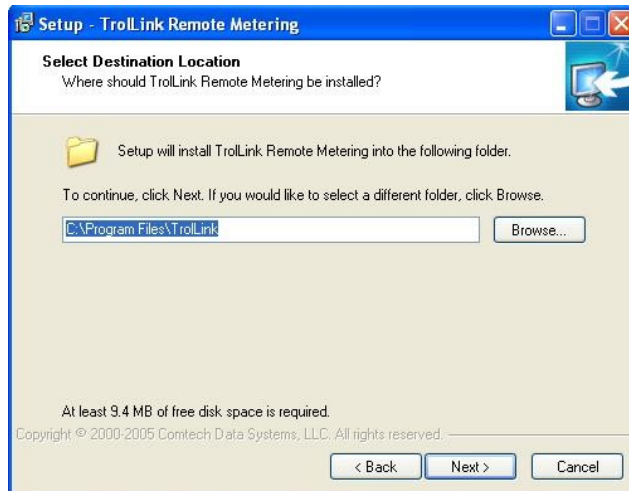 Setup - TrolLink Remote Metering
Select Destination Location
Where should TrolLink Remote Metering be installed?
Setup will install TrolLink Remote Metering into the following folder.
To continue, click Next. If you would like to select a different folder, click Browse.
C:\Program Files\TrolLink
Browse...
At least 9.4 MB of free disk space is required.
Copyright © 2000-2005 Comtech Data Systems, LLC. All rights reserved.
< Back
Next >
Cancel